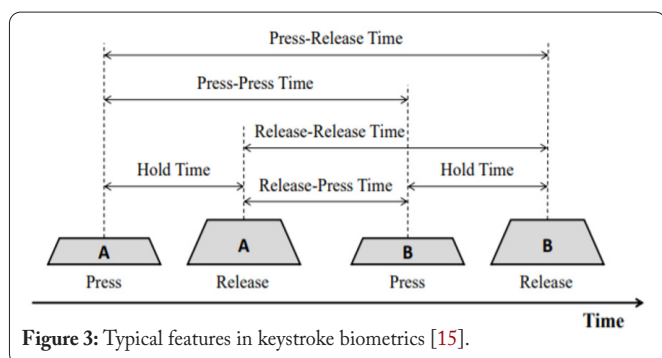 Press-Release Time
Press-Press Time
Release-Release Time
Hold Time
Release-Press Time
Hold Time
A
A
B
B
Press
Release
Press
Release
Time
Figure 3: Typical features in keystroke biometrics [15].